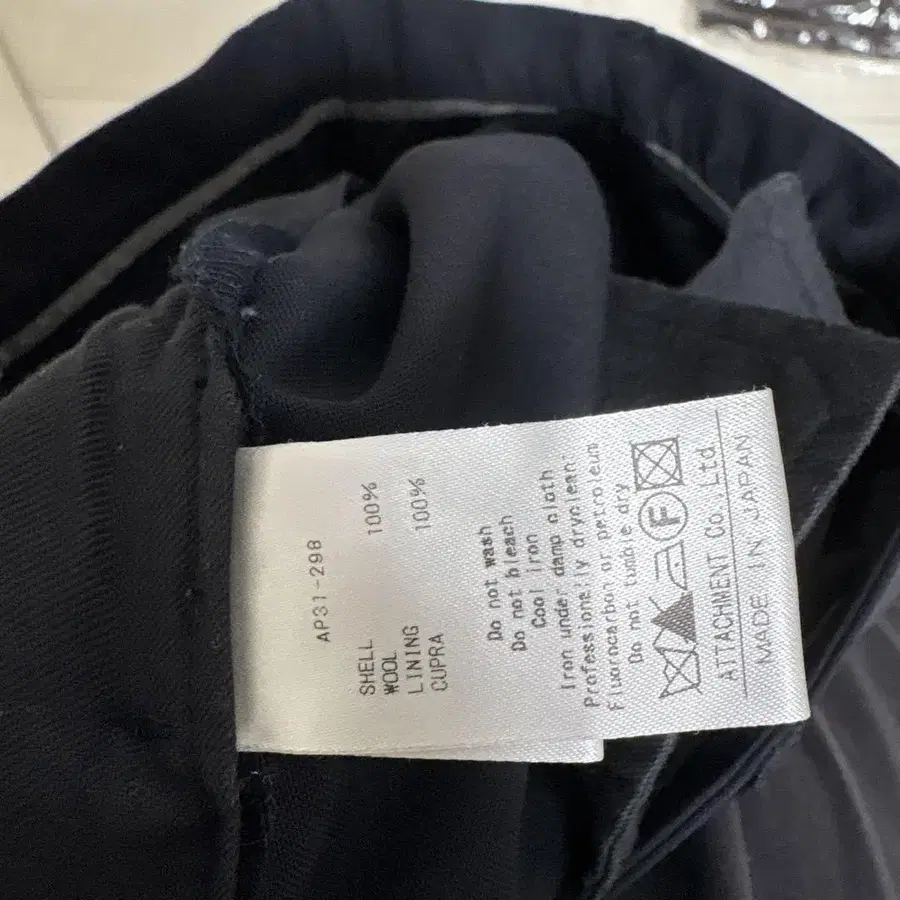 AP31-298
SHELL
WOOL 100%
LINING
CUPRA 100%
Do not wash
Do not bleach
Cool iron
Iron under damp cloth
Professionally dryclean:
Fluorocarbon or petroleum
Do not tumble dry
F
ATTACHMENT Co.,Ltd.
MADE IN JAPAN